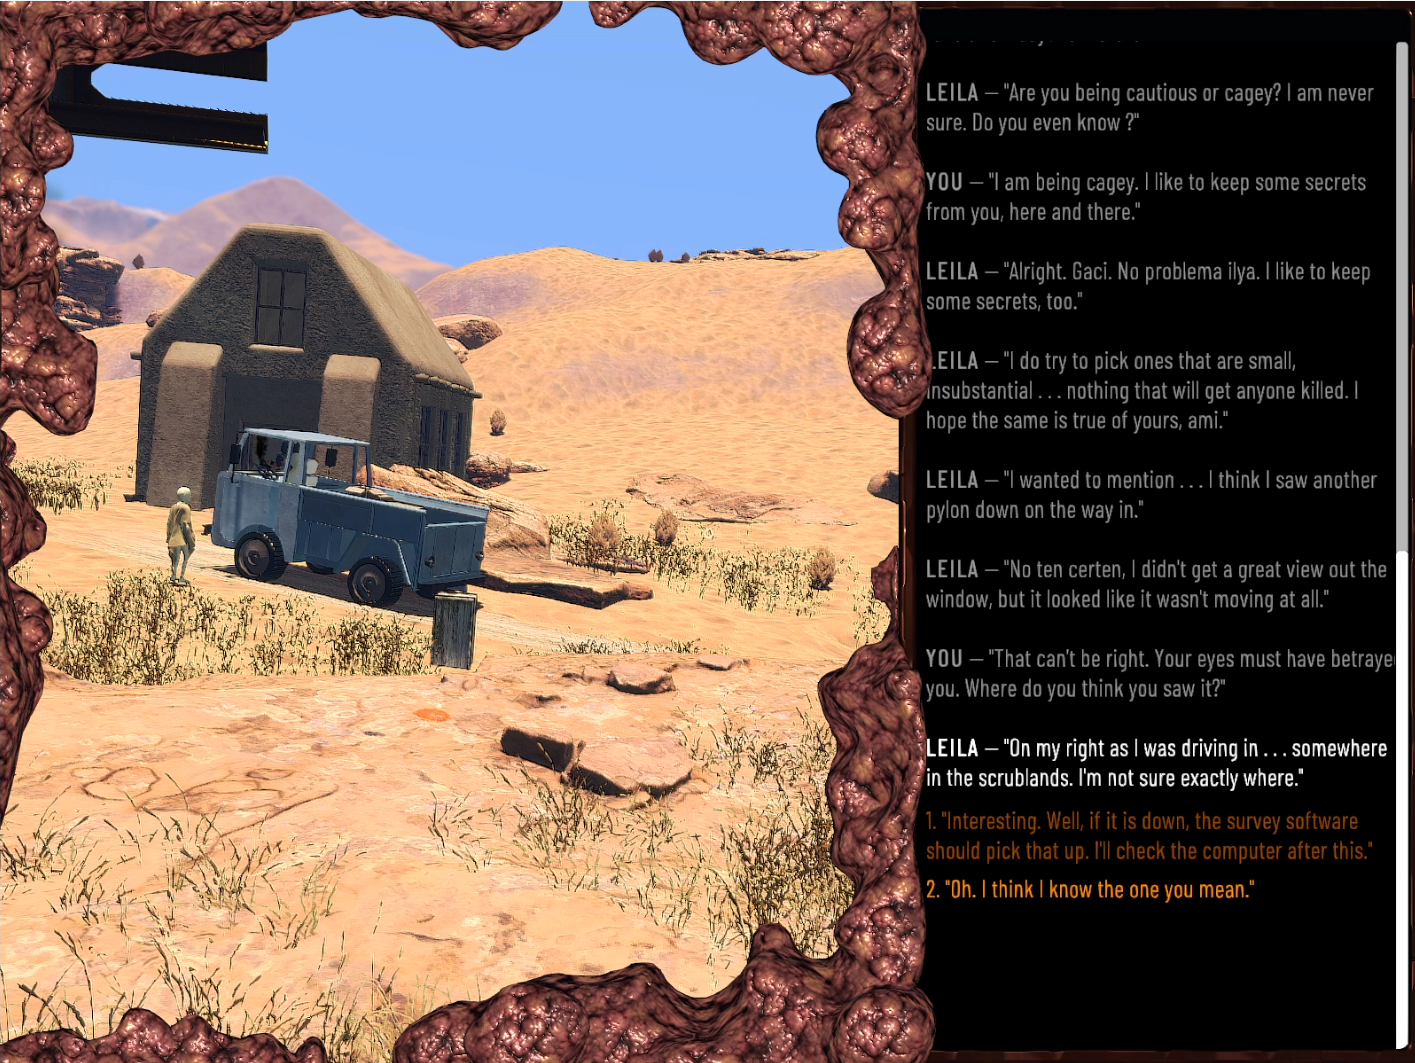 LEILA – "Are you being cautious or cagey? I am never
sure. Do you even know ?"
YOU – "I am being cagey. I like to keep some secrets
from you, here and there."
LEILA – "Alright. Gaci. No problema ilya. I like to keep
some secrets, too."
LEILA – "I do try to pick ones that are small,
insubstantial . . . nothing that will get anyone killed. I
hope the same is true of yours, ami."
LEILA – "I wanted to mention . . . I think I saw another
pylon down on the way in."
LEILA – "No ten certen, I didn't get a great view out the
window, but it looked like it wasn't moving at all."
YOU – "That can't be right. Your eyes must have betraye
you. Where do you think you saw it?"
LEILA – "On my right as I was driving in . . . somewhere
in the scrublands. I'm not sure exactly where."
1. "Interesting. Well, if it is down, the survey software
should pick that up. I'll check the computer after this."
2. "Oh. I think I know the one you mean."